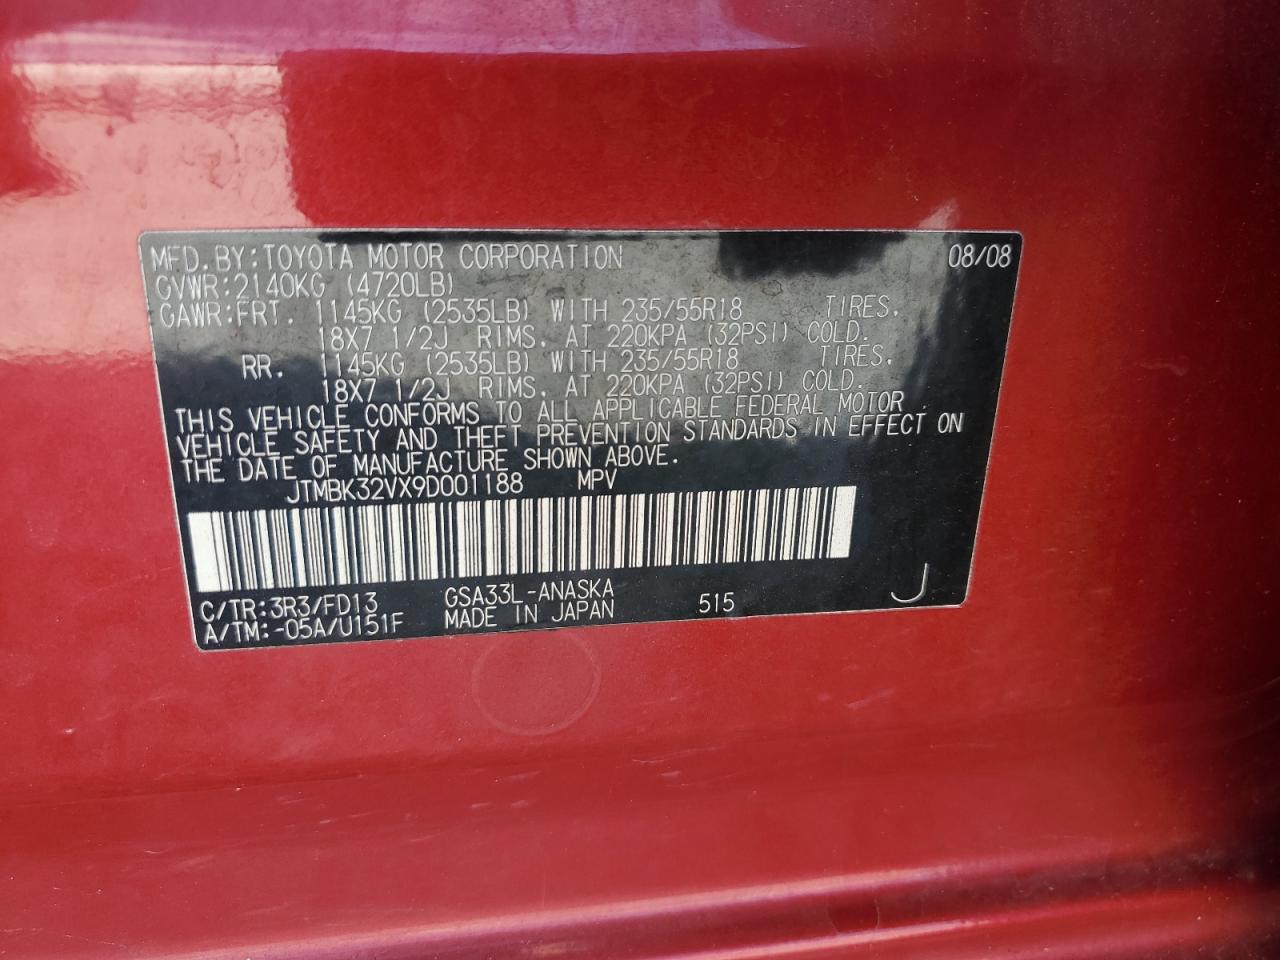 MFD.BY:TOYOTA MOTOR CORPORATION 08/08
GVWR:2140KG (4720LB)
GAWR:FRT. 1145KG (2535LB) WITH 235/55R18 TIRES.
18X7 1/2J RIMS. AT 220KPA (32PSI) COLD.
RR. 1145KG (2535LB) WITH 235/55R18 TIRES.
18X7 1/2J RIMS. AT 220KPA (32PSI) COLD.
THIS VEHICLE CONFORMS TO ALL APPLICABLE FEDERAL MOTOR
VEHICLE SAFETY AND THEFT PREVENTION STANDARDS IN EFFECT ON
THE DATE OF MANUFACTURE SHOWN ABOVE.
JTMBK32VX9D001188 MPV
C/TR:3R3/FD13 GSA33L-ANASKA 515 J
A/TM:-05A/U151F MADE IN JAPAN